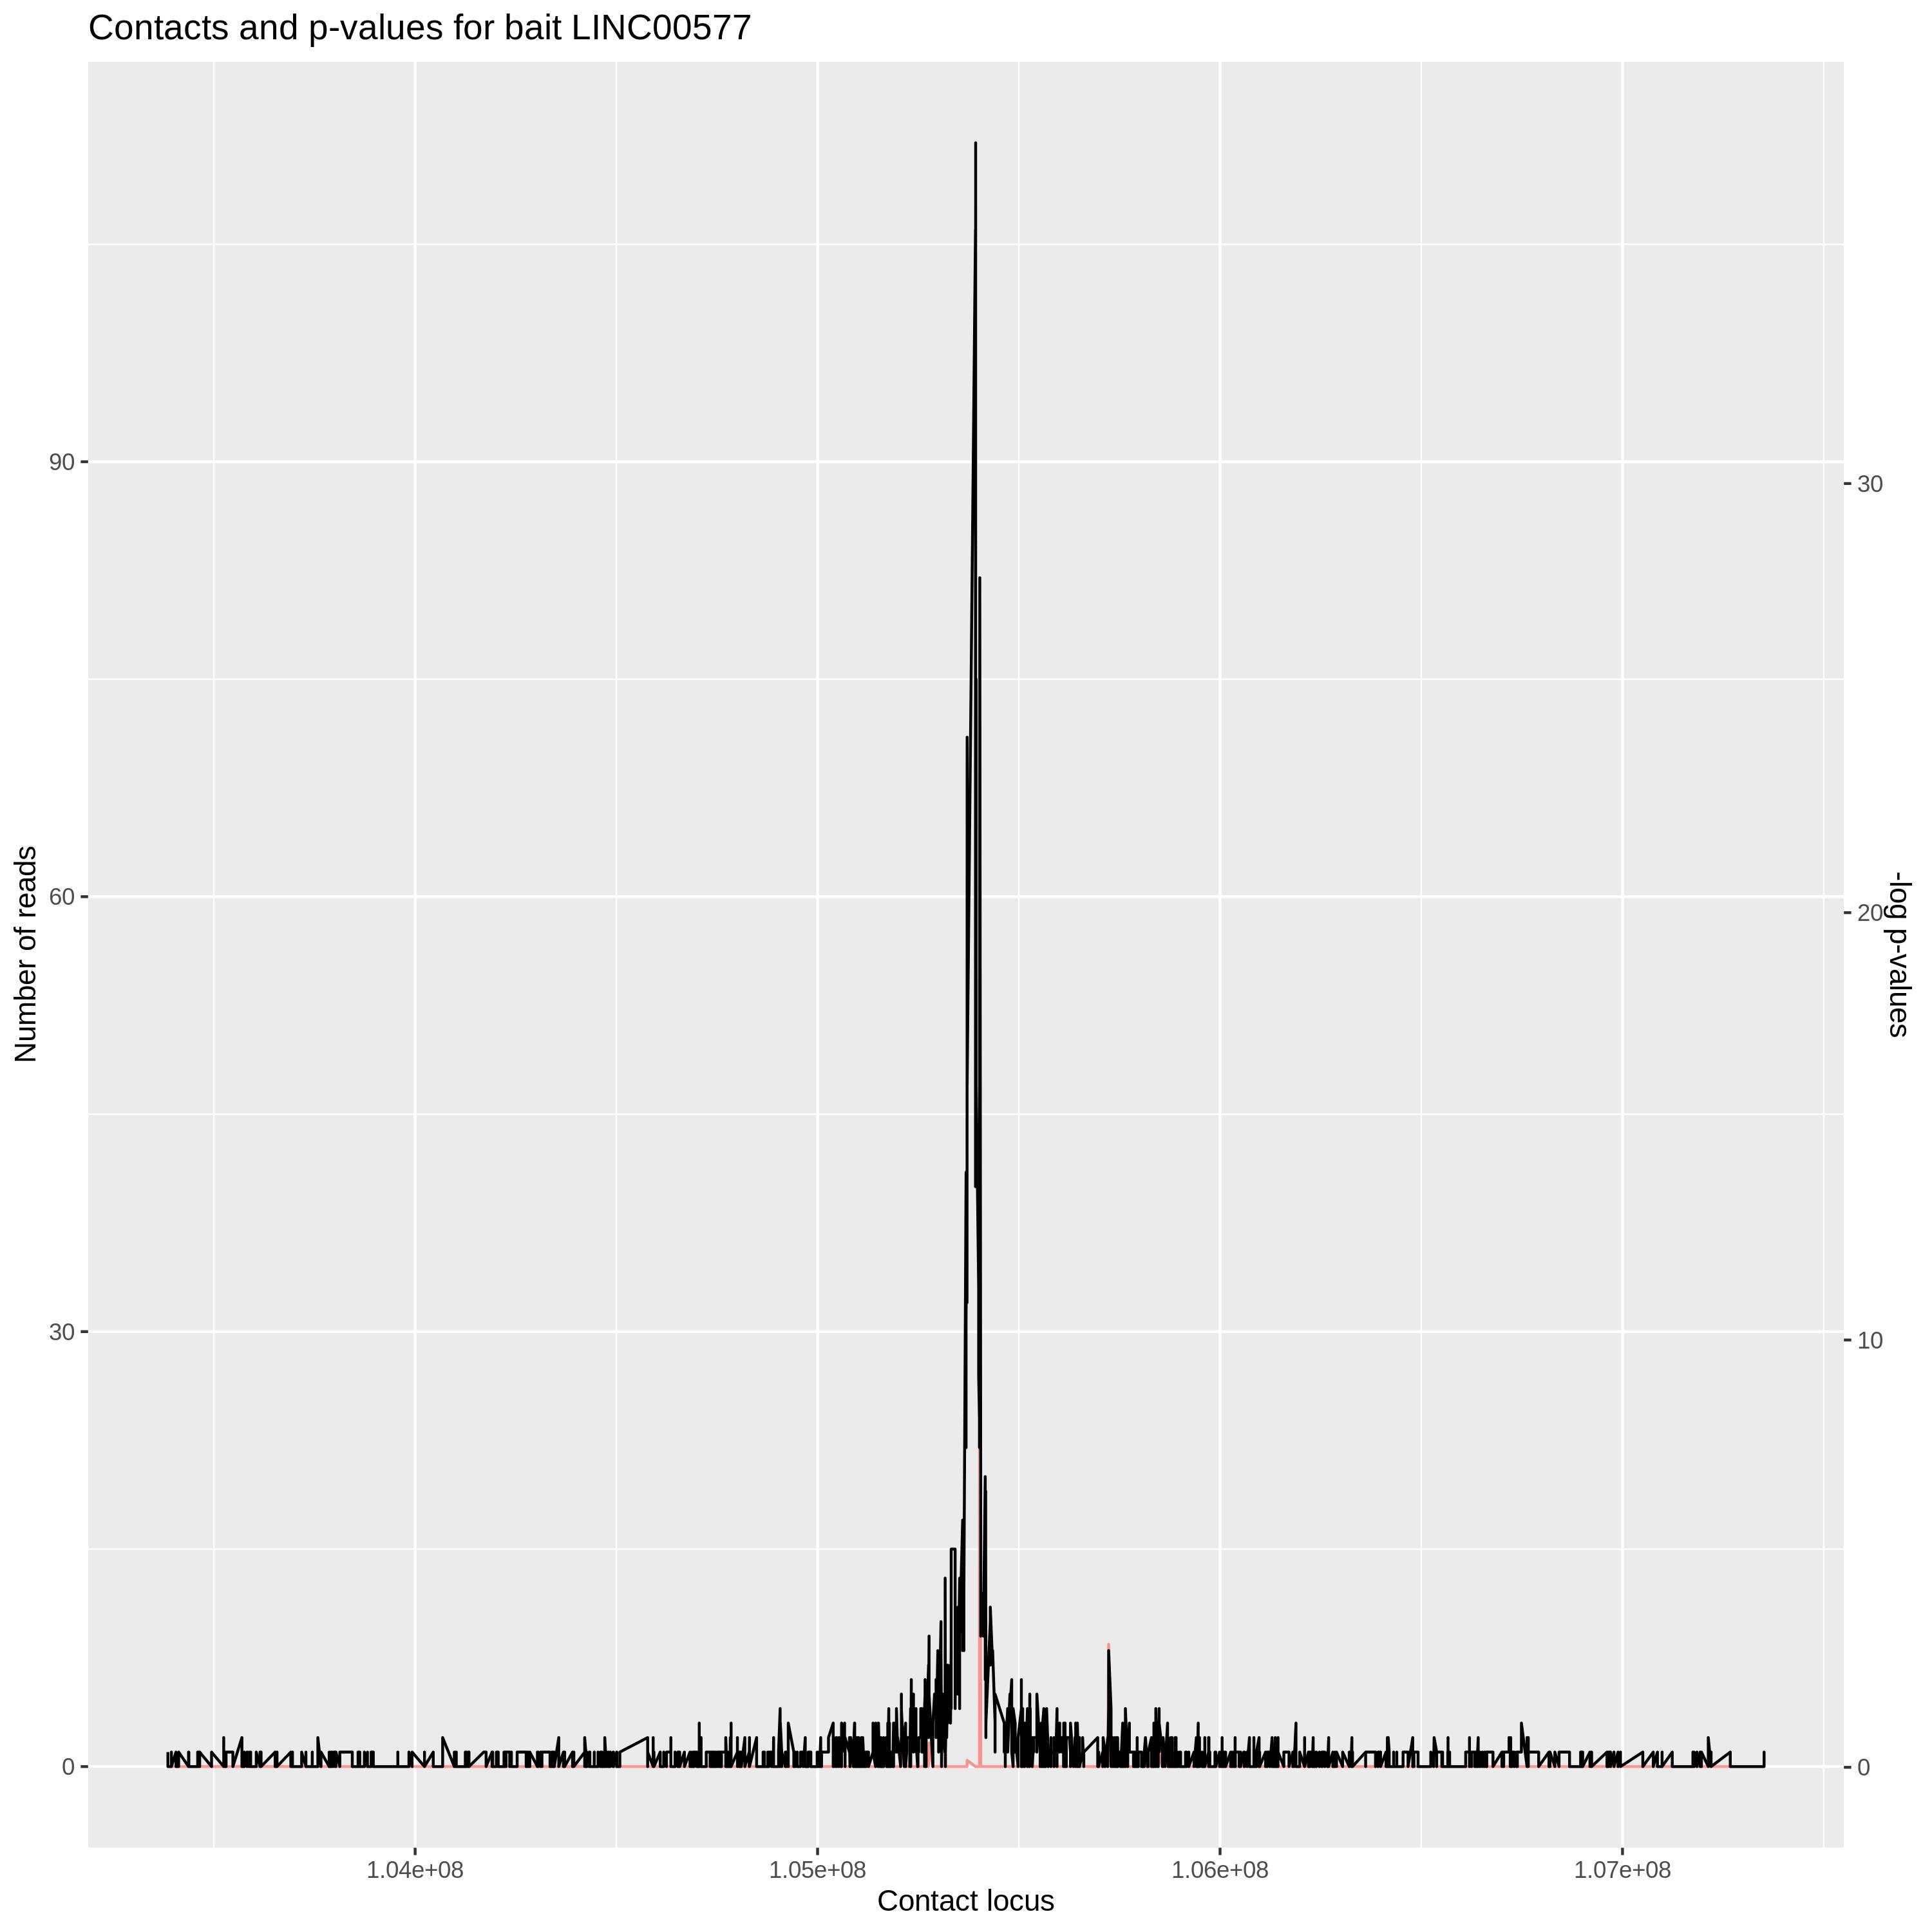 Contacts and p-values for bait LINC00577
90
60
30
0
Number of reads
30
20
10
0
-log p-values
1.04e+08
1.05e+08
1.06e+08
1.07e+08
Contact locus